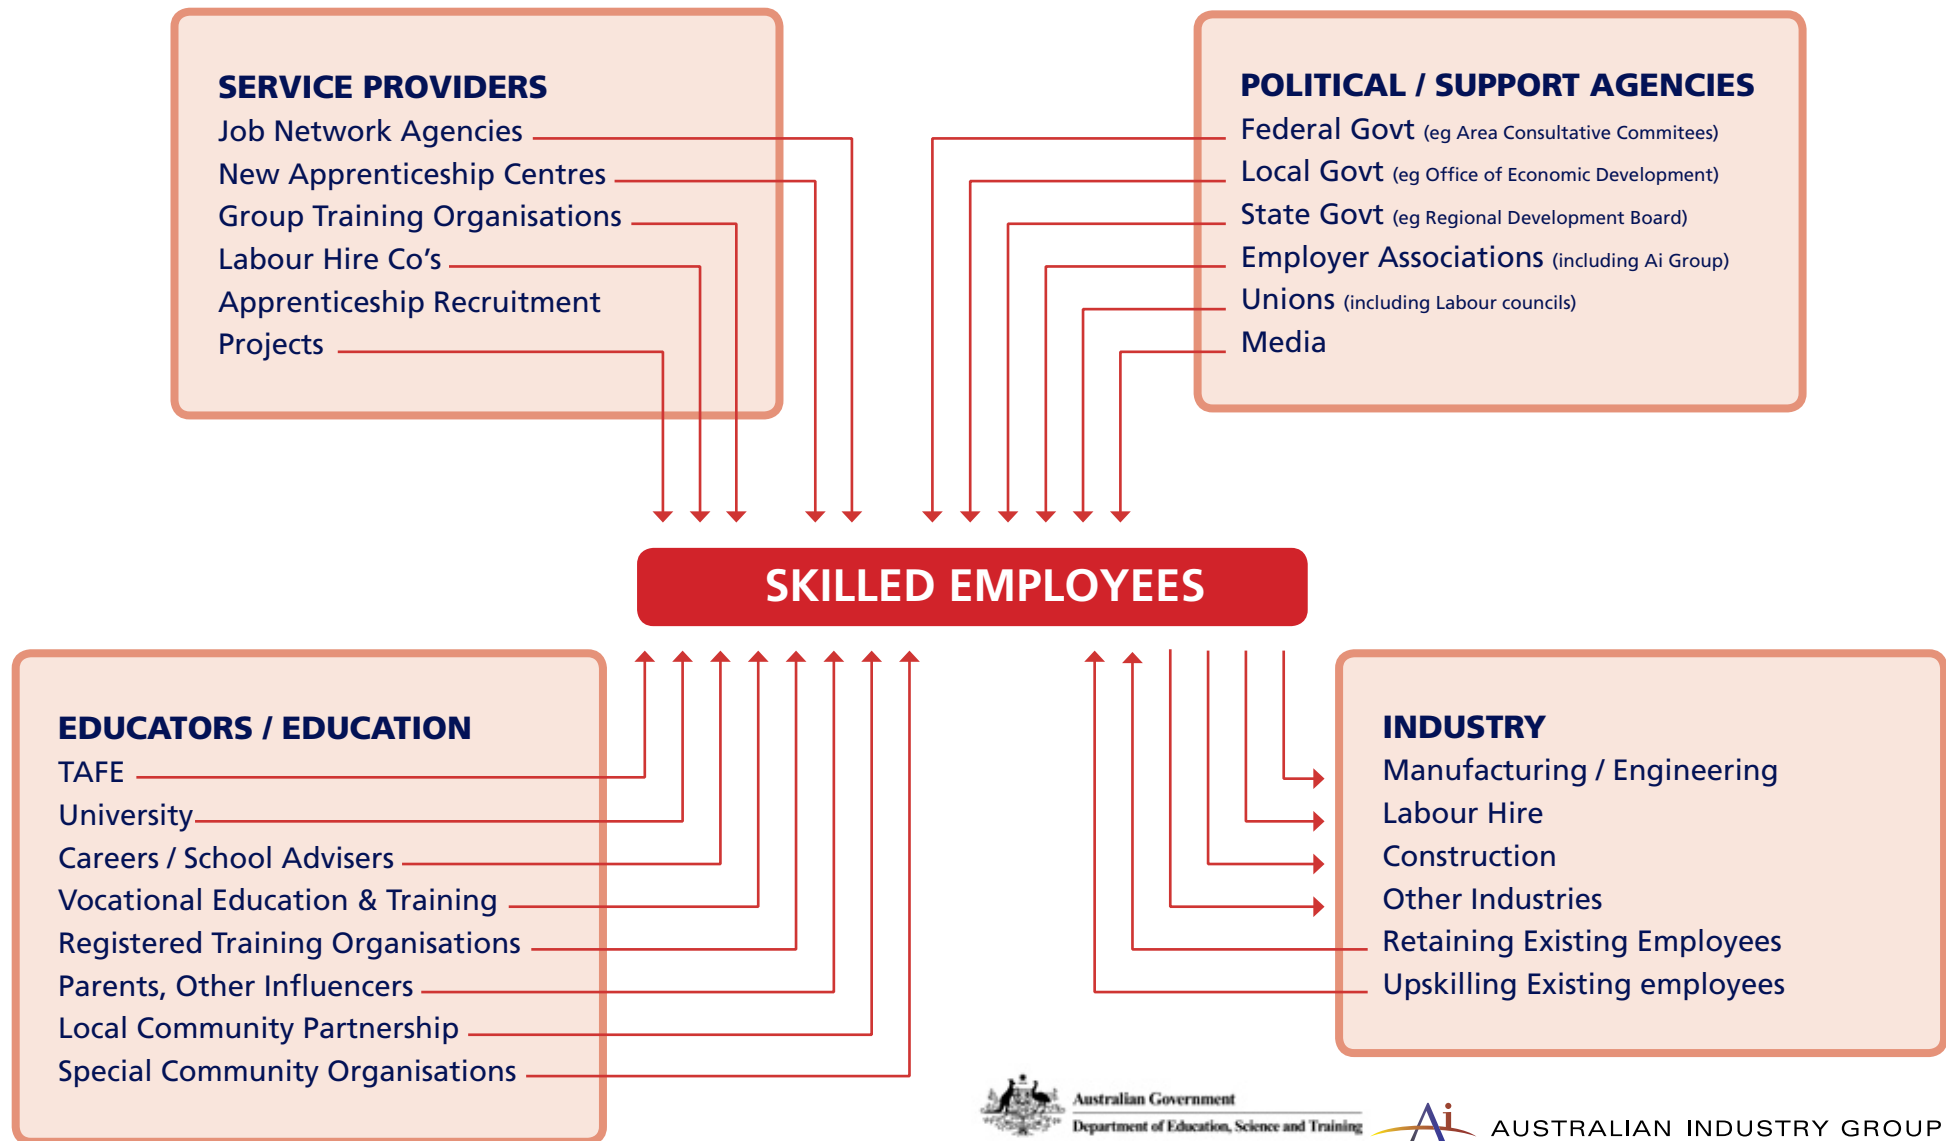 SERVICE PROVIDERS
Job Network Agencies
New Apprenticeship Centres
Group Training Organisations
Labour Hire Co’s
Apprenticeship Recruitment
Projects
POLITICAL / SUPPORT AGENCIES
Federal Govt (eg Area Consultative Commitees)
Local Govt (eg Office of Economic Development)
State Govt (eg Regional Development Board)
Employer Associations (including Ai Group)
Unions (including Labour councils)
Media
SKILLED EMPLOYEES
EDUCATORS / EDUCATION
TAFE
University
Careers / School Advisers
Vocational Education & Training
Registered Training Organisations
Parents, Other Influencers
Local Community Partnership
Special Community Organisations
INDUSTRY
Manufacturing / Engineering
Labour Hire
Construction
Other Industries
Retaining Existing Employees
Upskilling Existing employees
Australian Government
Department of Education, Science and Training
Ai AUSTRALIAN INDUSTRY GROUP